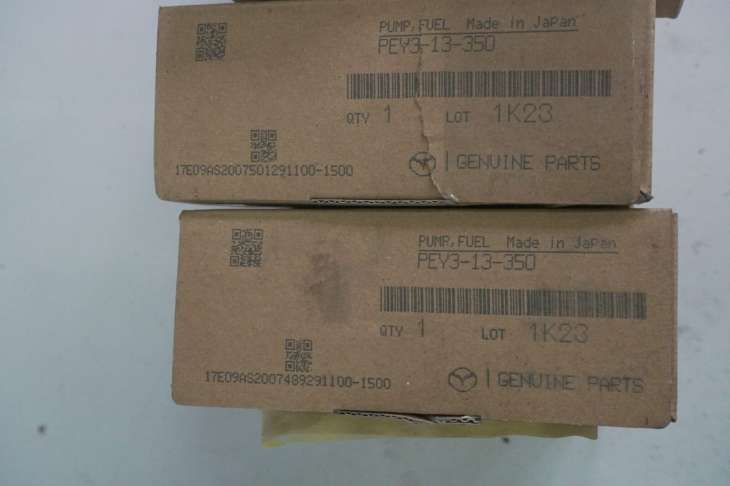 PUMP,FUEL Made in JaPan
PEY3-13-350
QTY 1 LOT 1K23
17E09AS2007501291100-1500
GENUINE PARTS
PUMP,FUEL Made in JaPan
PEY3-13-350
QTY 1 LOT 1K23
17E09AS2007489291100-1500
GENUINE PARTS